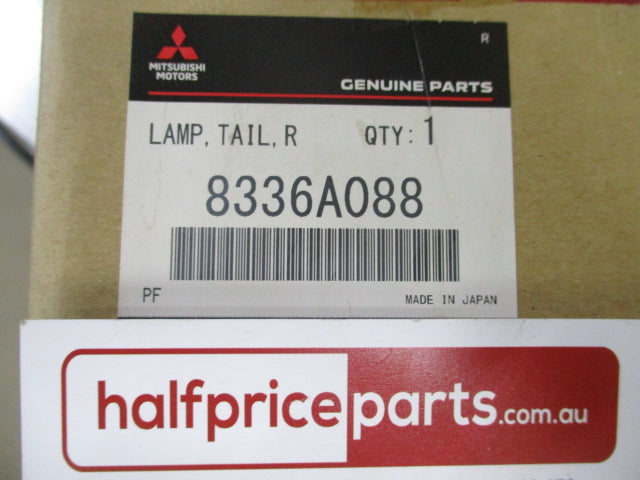 R
MITSUBISHI
MOTORS
GENUINE PARTS
LAMP, TAIL, R QTY: 1
8336A088
PF MADE IN JAPAN
halfpriceparts.com.au